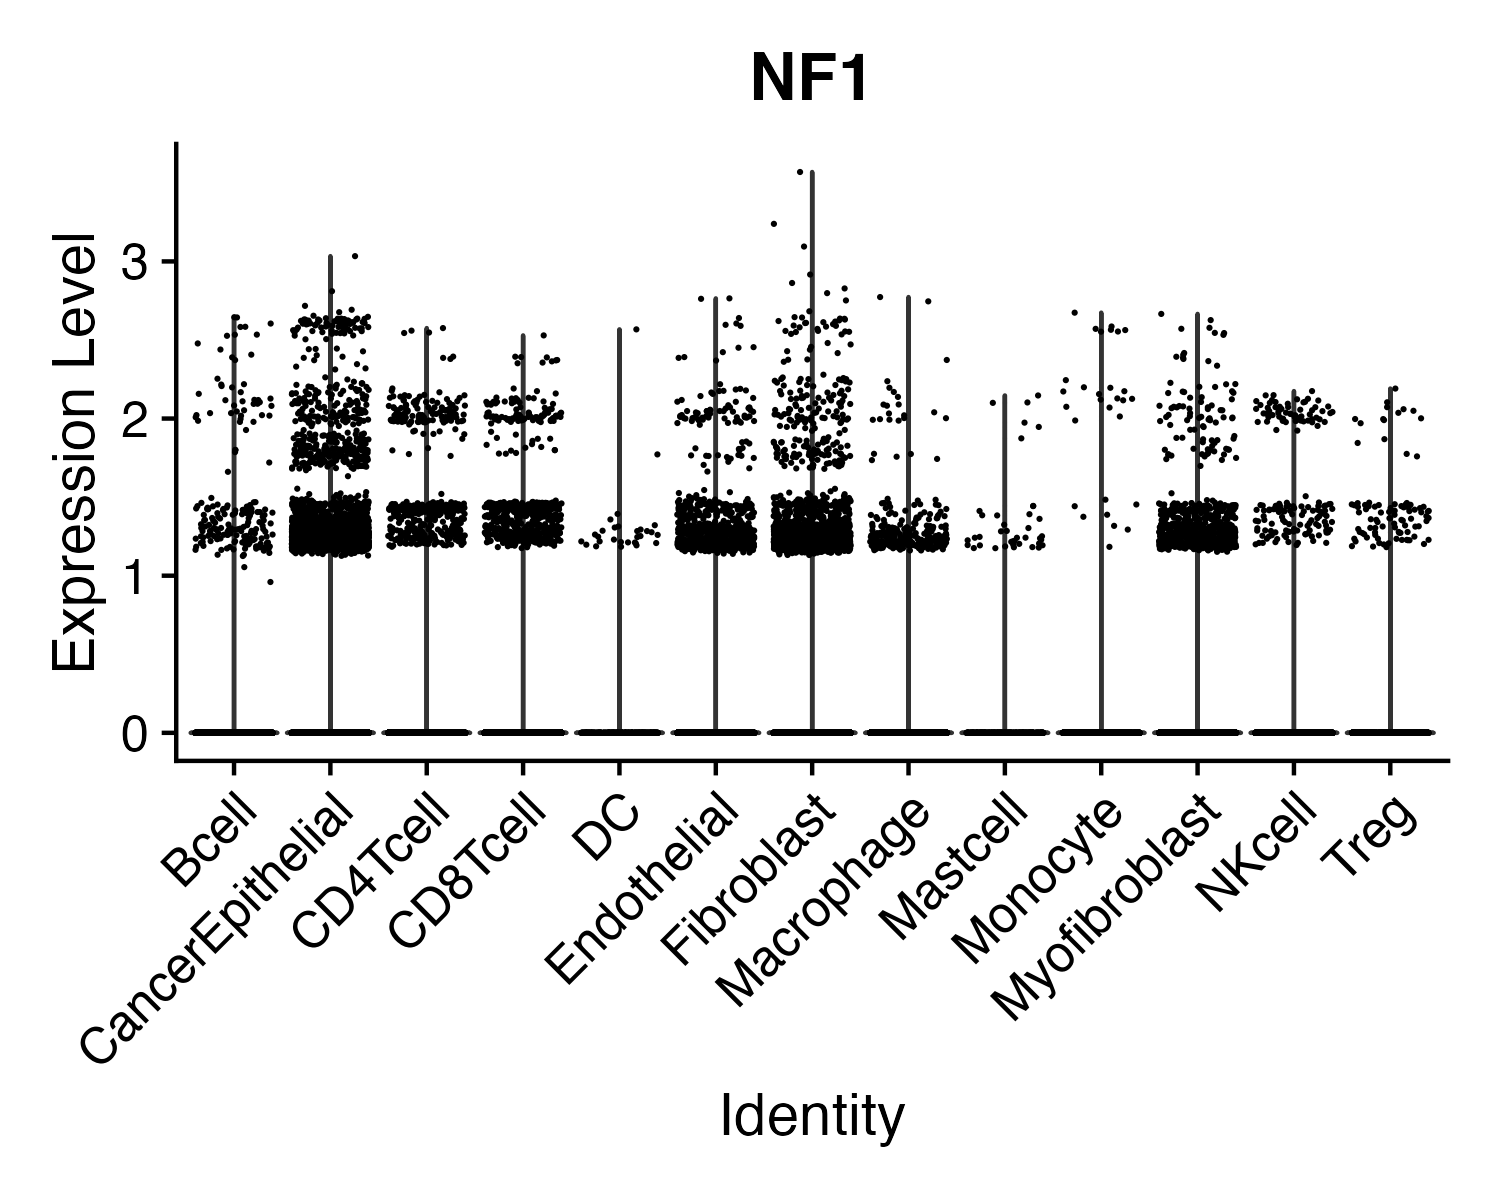 NF1
Expression Level
3
2
1
0
Bcell
CancerEpithelial
CD4Tcell
CD8Tcell
DC
Endothelial
Fibroblast
Macrophage
Mastcell
Monocyte
Myofibroblast
NKcell
Treg
Identity